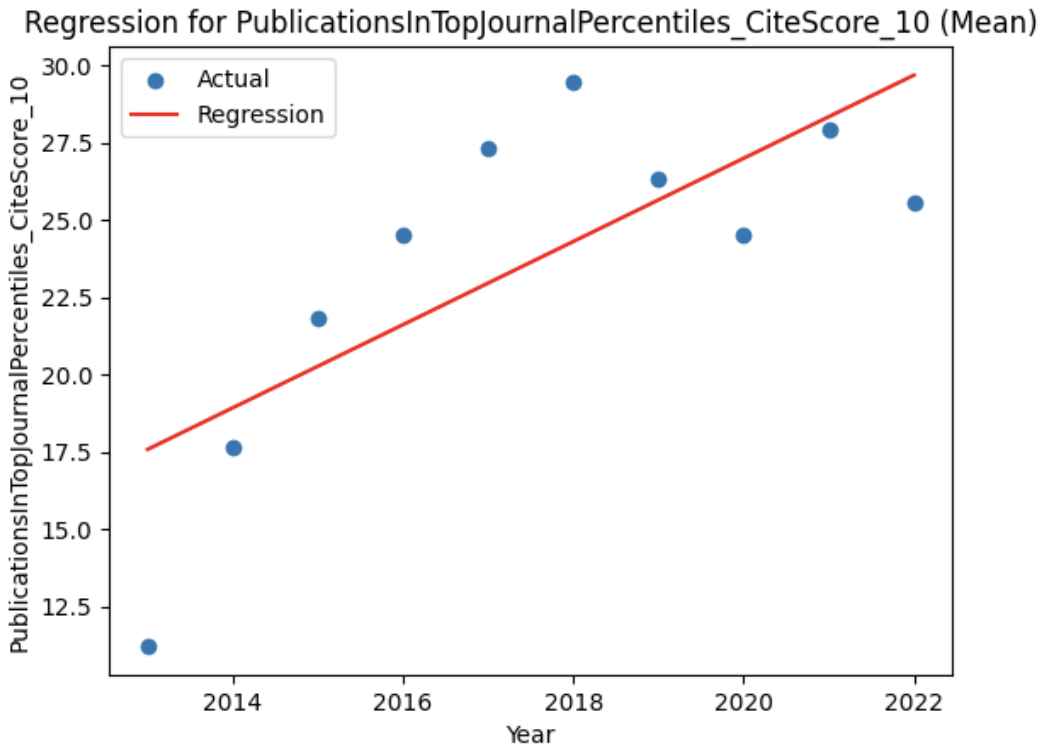 Regression for PublicationsInTopJournalPercentiles_CiteScore_10 (Mean)
PublicationsInTopJournalPercentiles_CiteScore_10
30.0
27.5
25.0
22.5
20.0
17.5
15.0
12.5
Actual
Regression
2014 2016 2018 2020 2022
Year